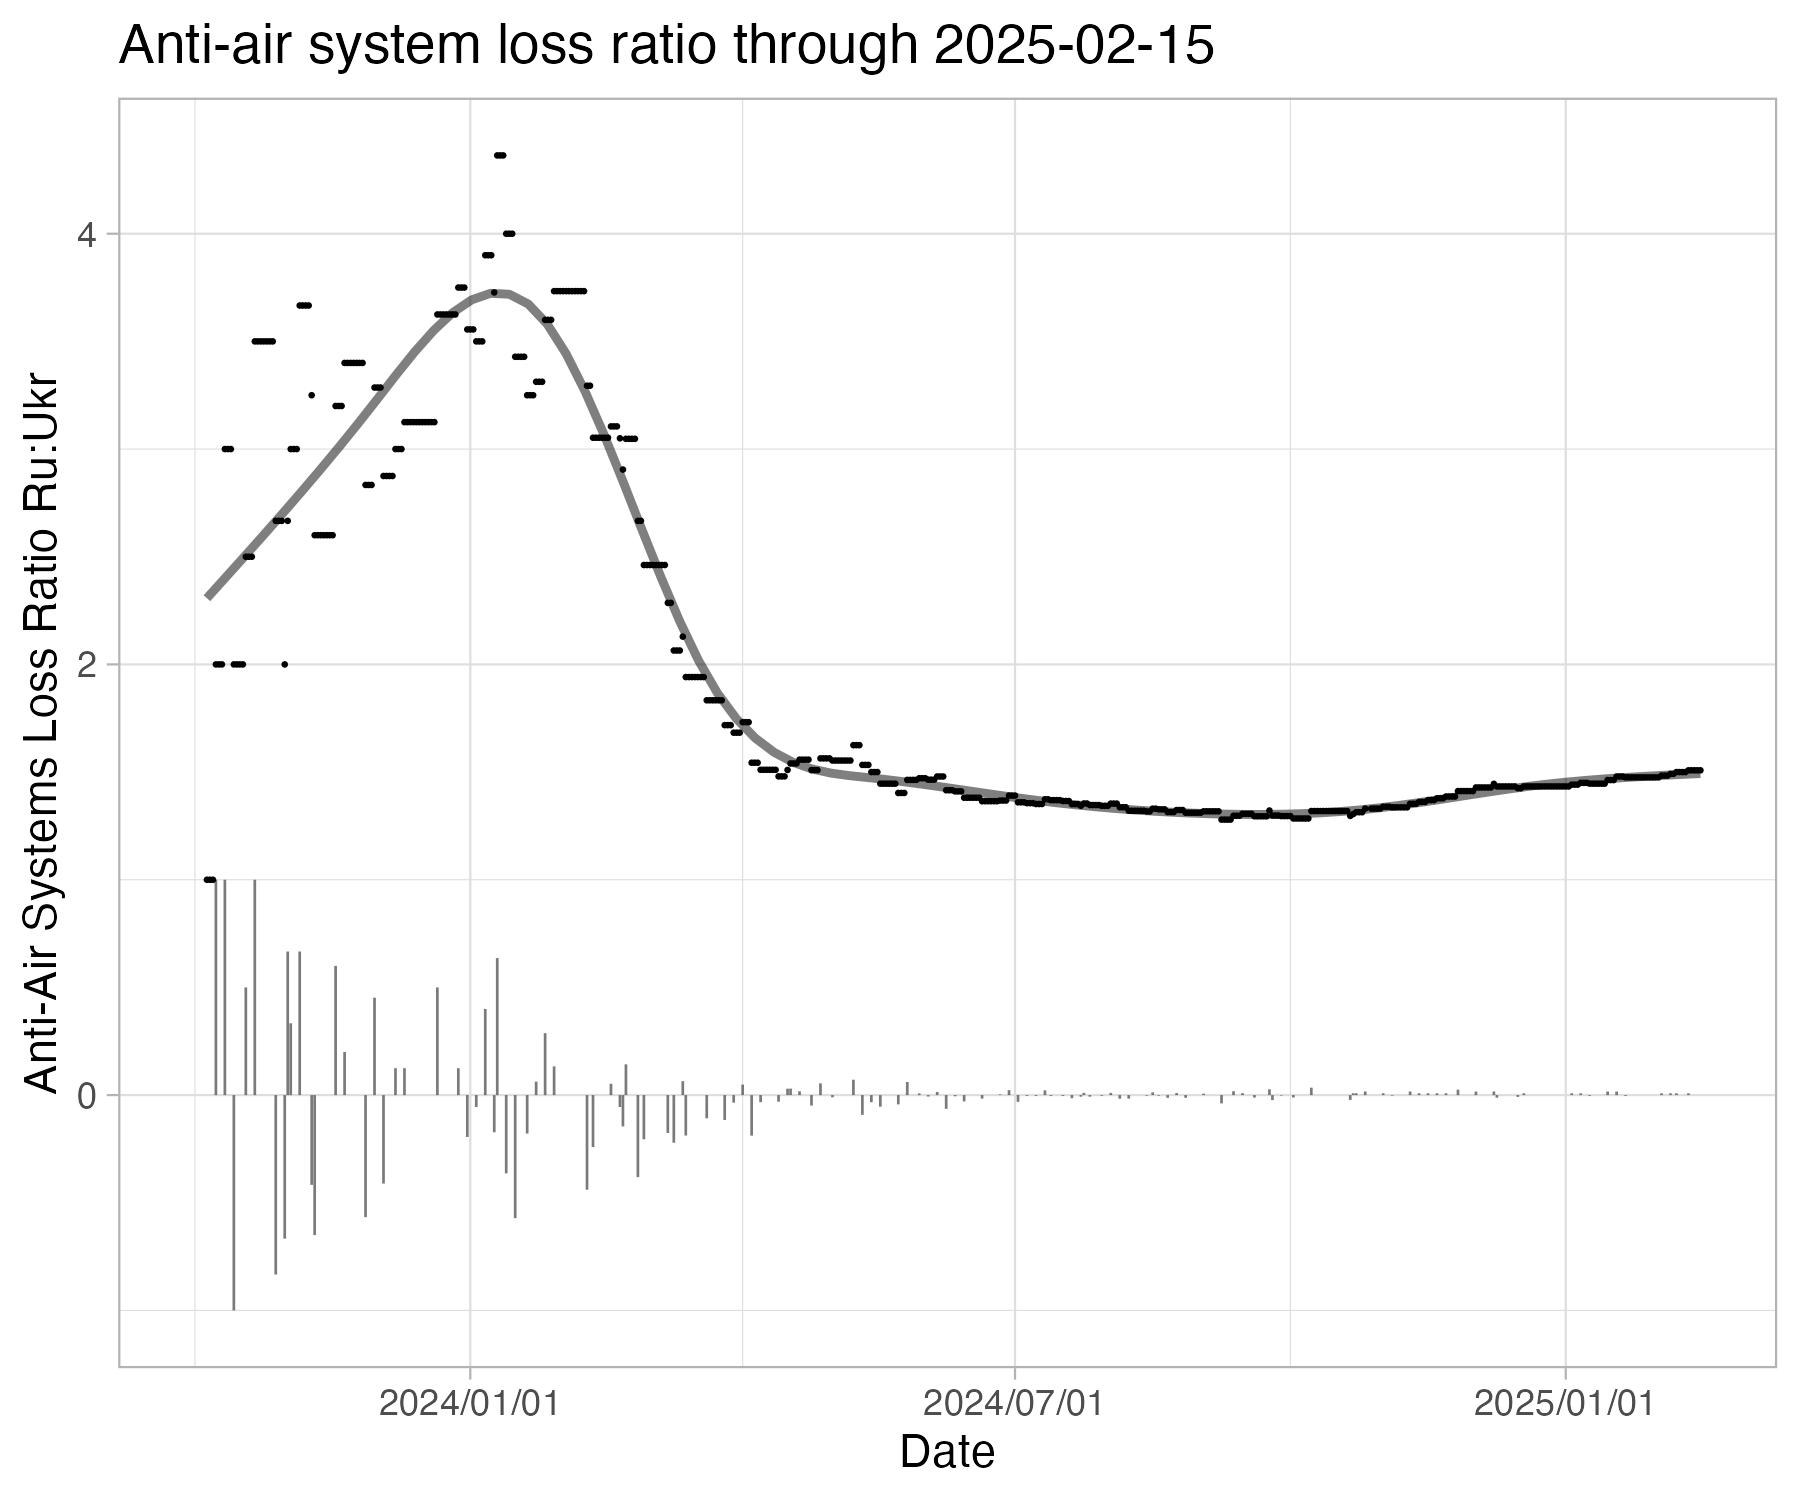 Anti-air system loss ratio through 2025-02-15
Anti-Air Systems Loss Ratio Ru:Ukr
4
2
0
2024/01/01
2024/07/01
2025/01/01
Date